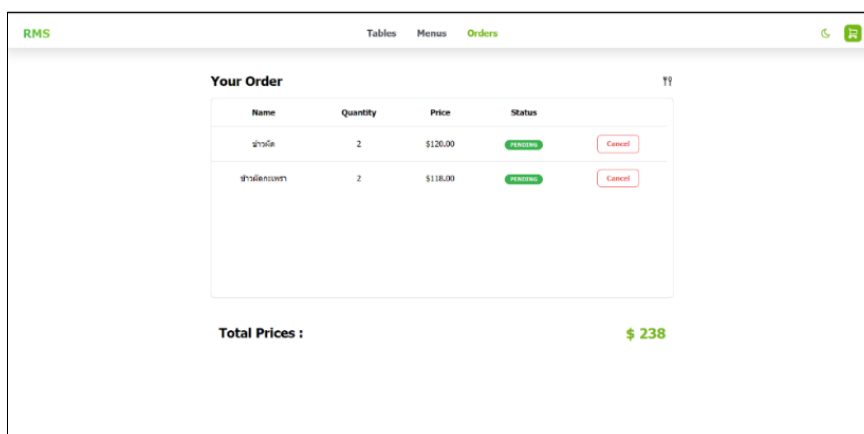 RMS Tables Menus Orders
Your Order
Name Quantity Price Status
ข้าวผัด 2 $120.00 PENDING Cancel
ข้าวผัดกะเพรา 2 $118.00 PENDING Cancel
Total Prices : $ 238